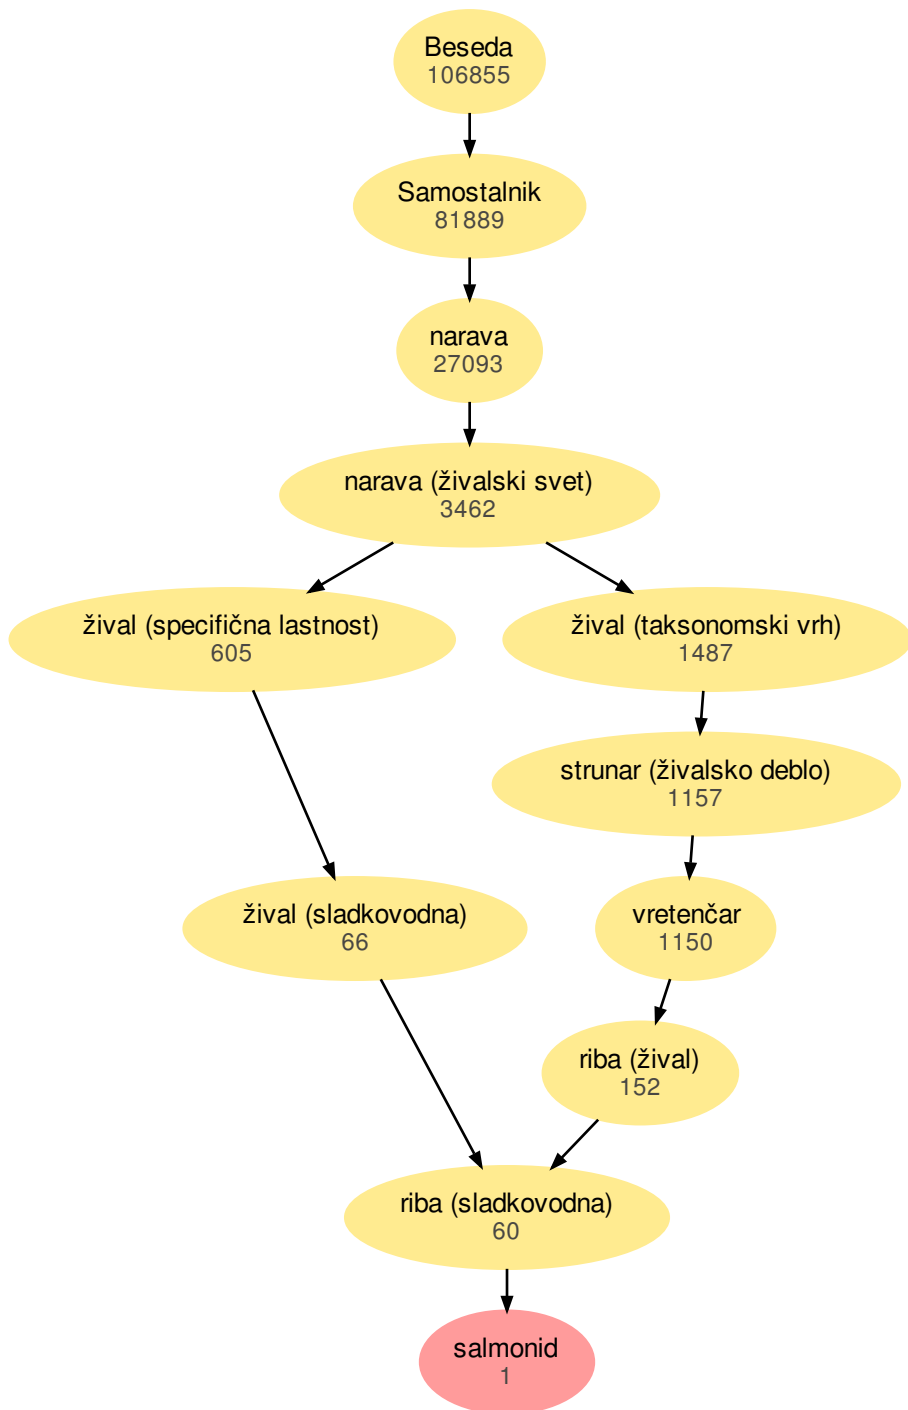 Beseda
106855
Samostalnik
81889
narava
27093
narava (živalski svet)
3462
žival (specifična lastnost)
605
žival (taksonomski vrh)
1487
strunar (živalsko deblo)
1157
žival (sladkovodna)
66
vretenčar
1150
riba (žival)
152
riba (sladkovodna)
60
salmonid
1